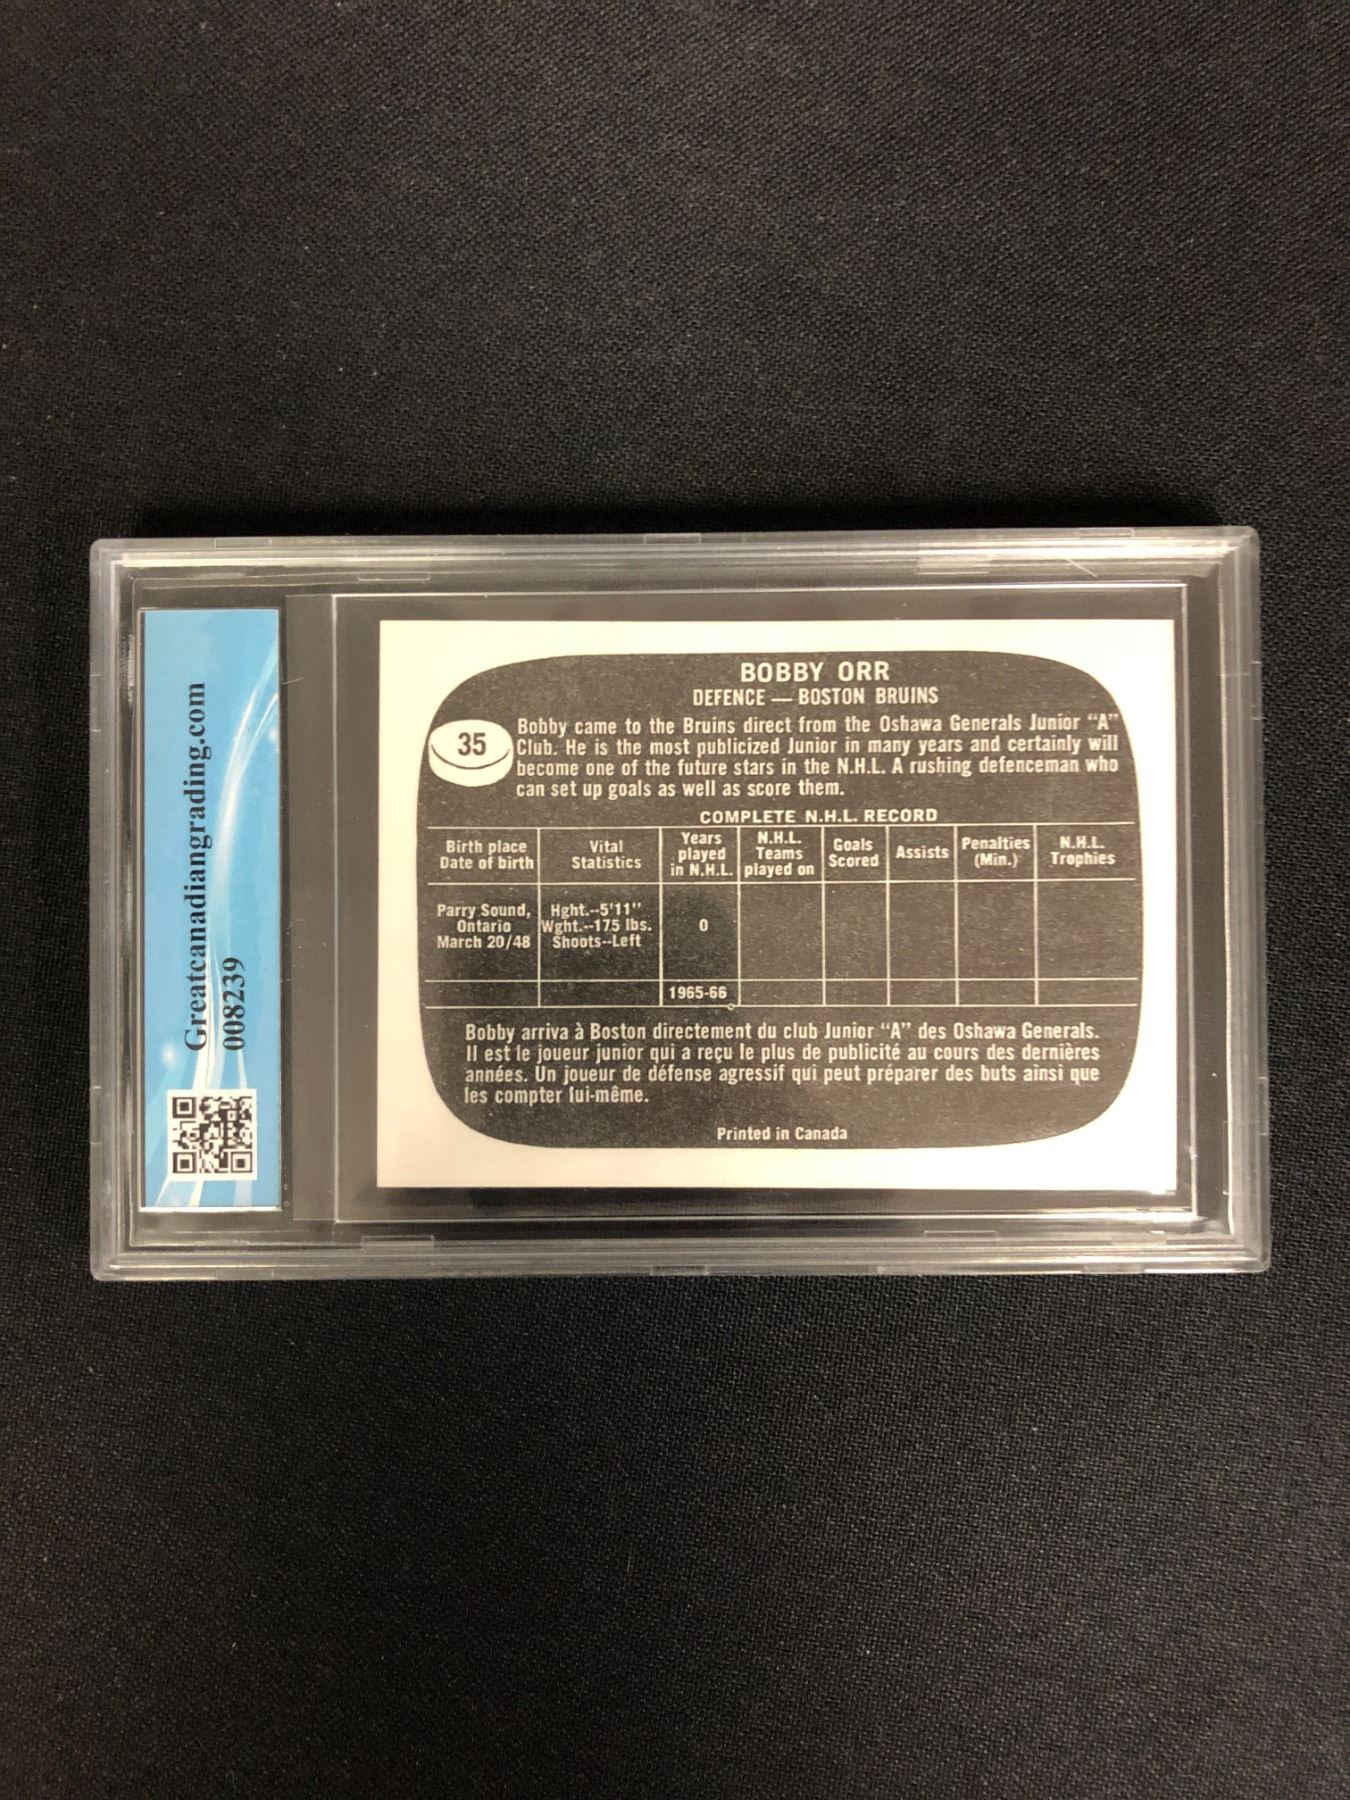 Greatcanadiangrading.com
008239
BOBBY ORR
DEFENCE — BOSTON BRUINS
35
Bobby came to the Bruins direct from the Oshawa Generals Junior "A"
Club. He is the most publicized Junior in many years and certainly will
become one of the future stars in the N.H.L. A rushing defenceman who
can set up goals as well as score them.
COMPLETE N.H.L. RECORD
Birth place
Date of birth
Vital
Statistics
Years
played
in N.H.L.
N.H.L.
Teams
played on
Goals
Scored
Assists
Penalties
(Min.)
N.H.L.
Trophies
Parry Sound,
Ontario
March 20/48
Hght.--5'11"
Wght.--175 lbs.
Shoots--Left
0
1965-66
Bobby arriva à Boston directement du club Junior "A" des Oshawa Generals.
Il est le joueur junior qui a reçu le plus de publicité au cours des dernières
années. Un joueur de défense agressif qui peut préparer des buts ainsi que
les compter lui-même.
Printed in Canada